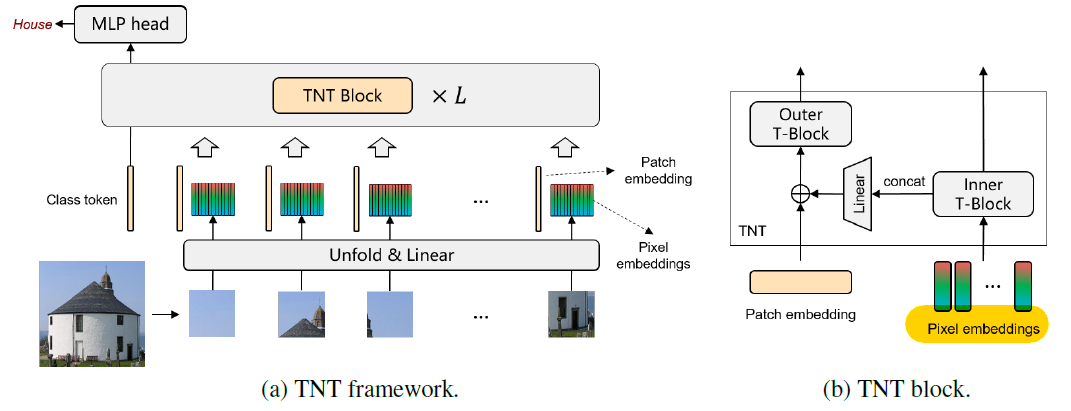 House
MLP head
TNT Block
× L
Class token
Patch
embedding
...
Pixel
embeddings
Unfold & Linear
...
(a) TNT framework.
Outer
T-Block
Linear
concat
Inner
T-Block
TNT
...
Patch embedding
Pixel embeddings
(b) TNT block.